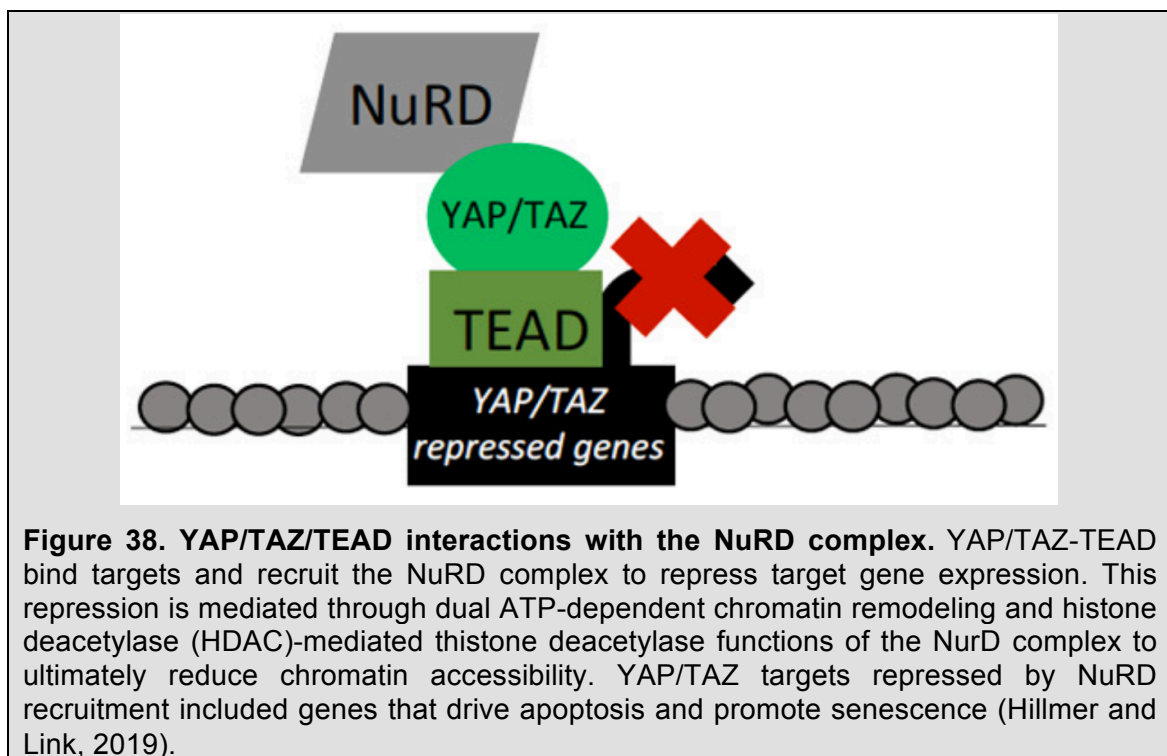 NuRD
YAP/TAZ
TEAD
YAP/TAZ
repressed genes
Figure 38. YAP/TAZ/TEAD interactions with the NuRD complex. YAP/TAZ-TEAD
bind targets and recruit the NuRD complex to repress target gene expression. This
repression is mediated through dual ATP-dependent chromatin remodeling and histone
deacetylase (HDAC)-mediated thistone deacetylase functions of the NurD complex to
ultimately reduce chromatin accessibility. YAP/TAZ targets repressed by NuRD
recruitment included genes that drive apoptosis and promote senescence (Hillmer and
Link, 2019).